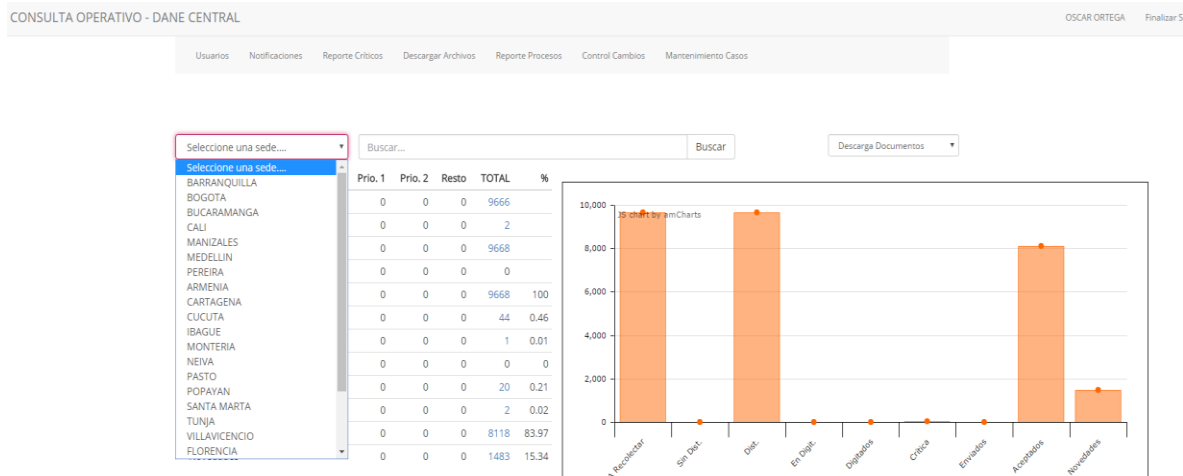 CONSULTA OPERATIVO - DANE CENTRAL
OSCAR ORTEGA Finalizar S
Usuarios Notificaciones Reporte Críticos Descargar Archivos Reporte Procesos Control Cambios Mantenimiento Casos
Seleccione una sede.... Buscar... Buscar Descarga Documentos
Seleccione una sede....
BARRANQUILLA
BOGOTA
BUCARAMANGA
CALI
MANIZALES
MEDELLIN
PEREIRA
ARMENIA
CARTAGENA
CUCUTA
IBAGUE
MONTERIA
NEIVA
PASTO
POPAYAN
SANTA MARTA
TUNJA
VILLAVICENCIO
FLORENCIA
Prio. 1 Prio. 2 Resto TOTAL %
0 0 0 9666
0 0 0 2
0 0 0 9668
0 0 0 0
0 0 0 9668 100
0 0 0 44 0.46
0 0 0 1 0.01
0 0 0 0 0
0 0 0 20 0.21
0 0 0 2 0.02
0 0 0 8118 83.97
0 0 0 1483 15.34
JS chart by amCharts
10,000
8,000
6,000
4,000
2,000
0
A Recolectar
Sin Dist.
Dist.
En Digit.
Digitados
Critica
Enviados
Aceptados
Novedades